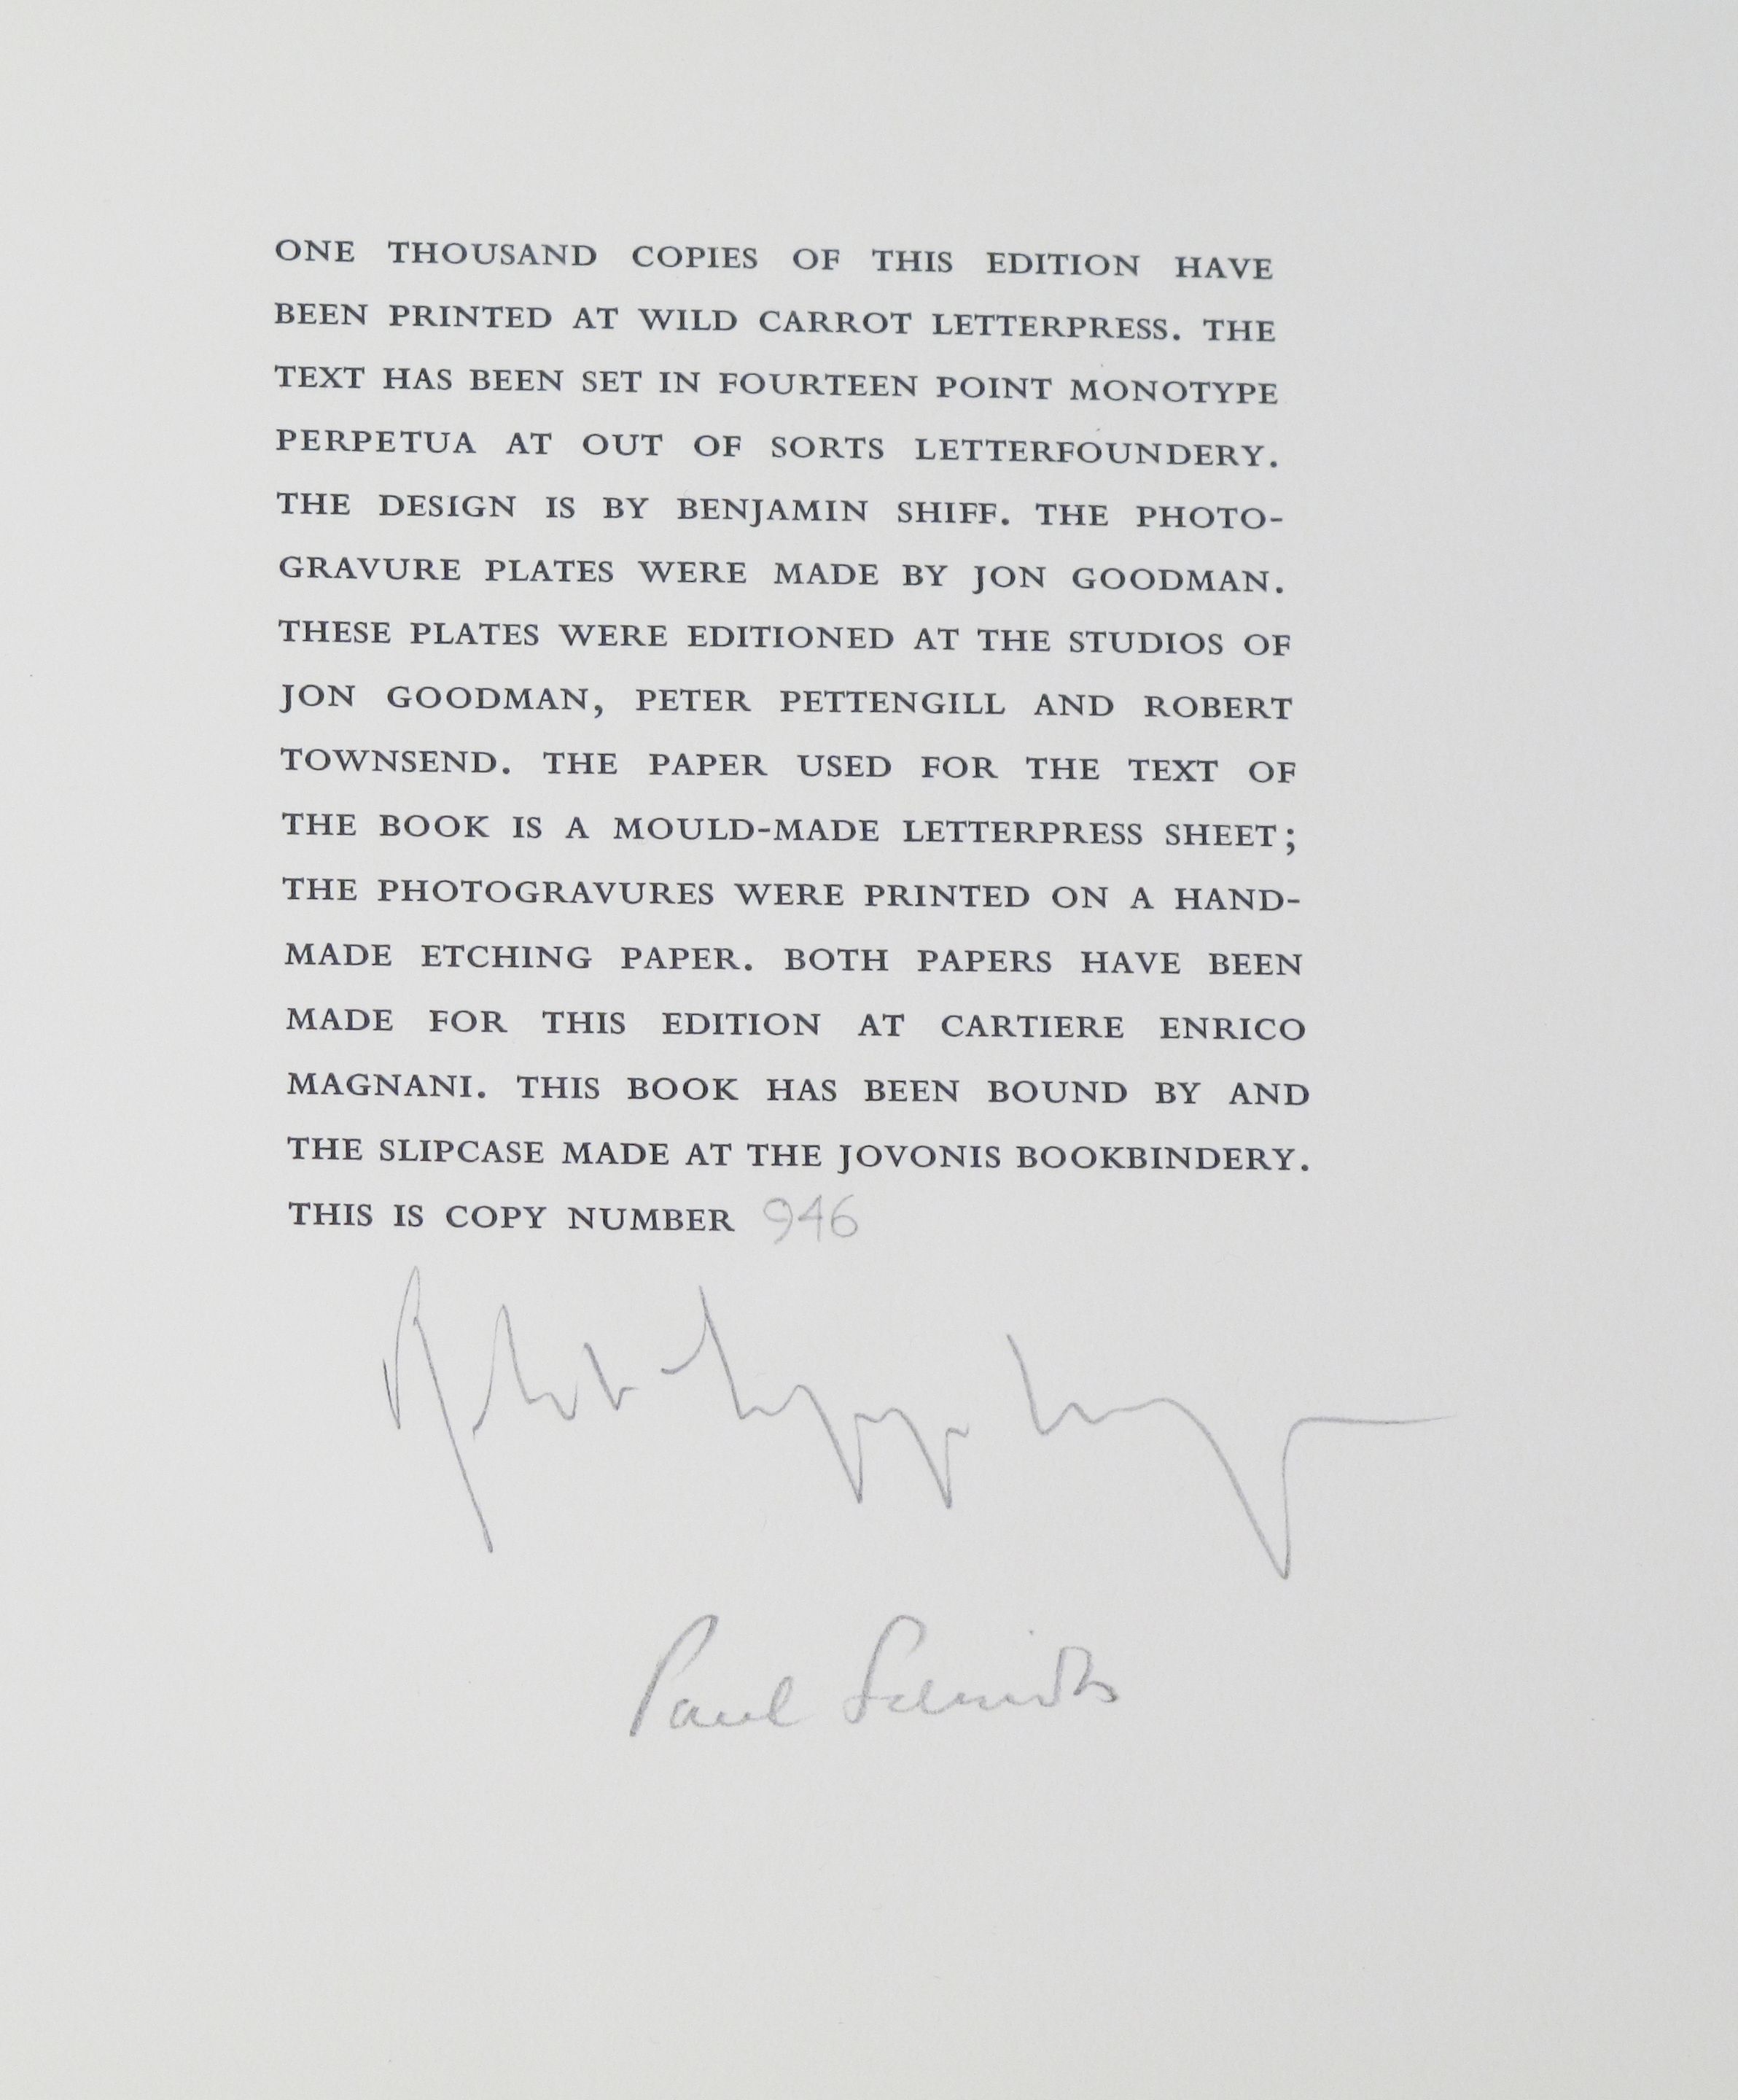 ONE THOUSAND COPIES OF THIS EDITION HAVE
BEEN PRINTED AT WILD CARROT LETTERPRESS. THE
TEXT HAS BEEN SET IN FOURTEEN POINT MONOTYPE
PERPETUA AT OUT OF SORTS LETTERFOUNDERY.
THE DESIGN IS BY BENJAMIN SHIFF. THE PHOTO-
GRAVURE PLATES WERE MADE BY JON GOODMAN.
THESE PLATES WERE EDITIONED AT THE STUDIOS OF
JON GOODMAN, PETER PETTENGILL AND ROBERT
TOWNSEND. THE PAPER USED FOR THE TEXT OF
THE BOOK IS A MOULD-MADE LETTERPRESS SHEET;
THE PHOTOGRAVURES WERE PRINTED ON A HAND-
MADE ETCHING PAPER. BOTH PAPERS HAVE BEEN
MADE FOR THIS EDITION AT CARTIERE ENRICO
MAGNANI. THIS BOOK HAS BEEN BOUND BY AND
THE SLIPCASE MADE AT THE JOVONIS BOOKBINDERY.
THIS IS COPY NUMBER 946
Paul Schmidt